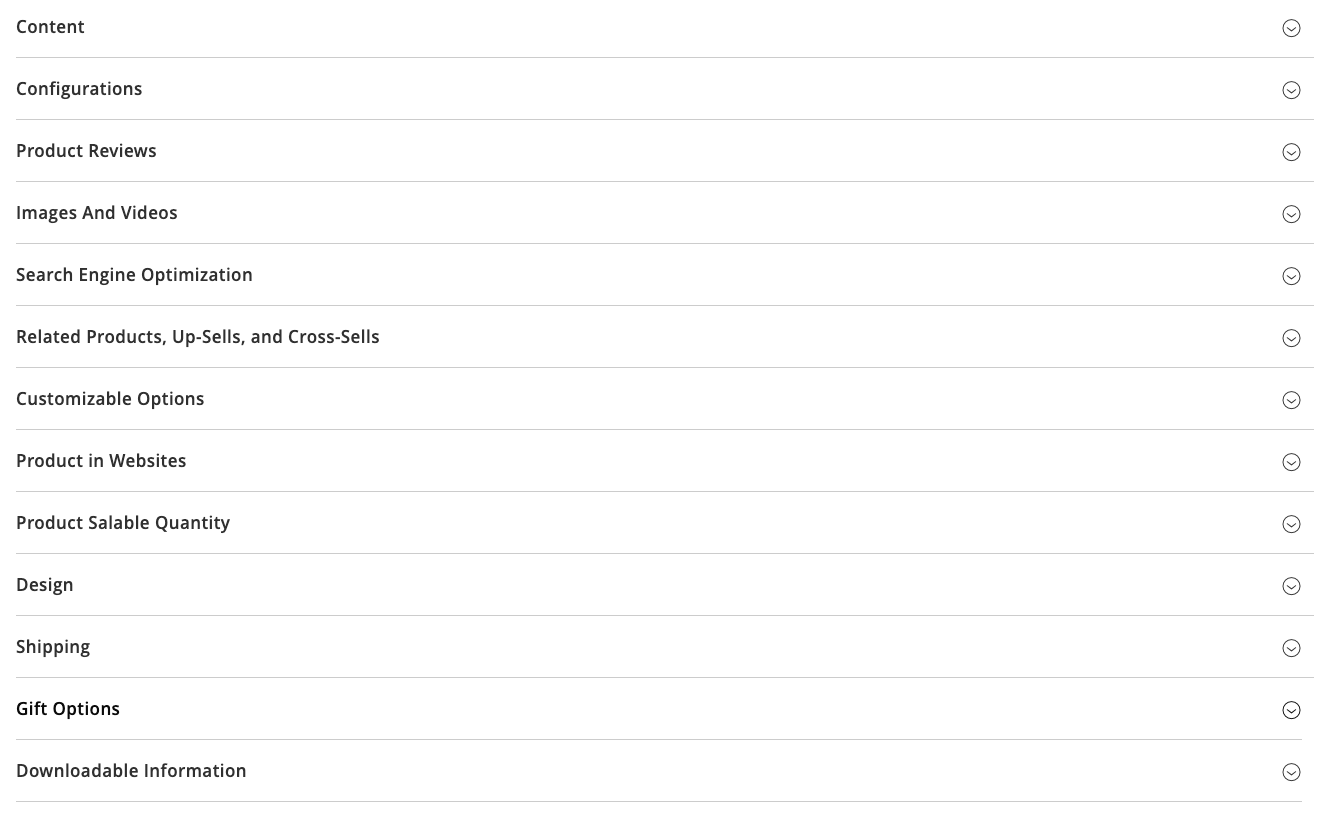 Content
Configurations
Product Reviews
Images And Videos
Search Engine Optimization
Related Products, Up-Sells, and Cross-Sells
Customizable Options
Product in Websites
Product Salable Quantity
Design
Shipping
Gift Options
Downloadable Information